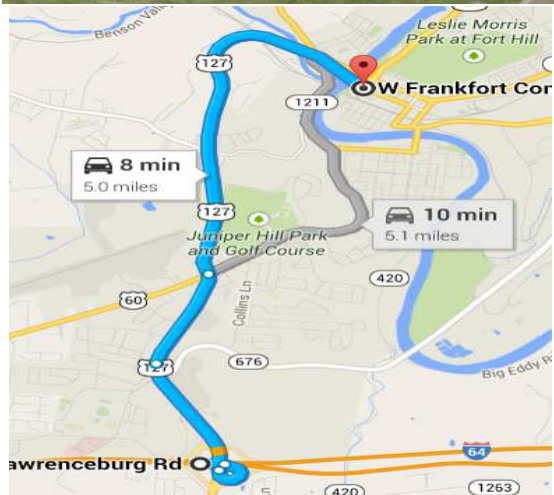 Benson Valley
Leslie Morris
Park at Fort Hill
127
W Frankfort Con
1211
8 min
5.0 miles
127
10 min
5.1 miles
Juniper Hill Park
and Golf Course
420
60
Collins Ln
676
127
Big Eddy R
64
awrenceburg Rd
420
1263